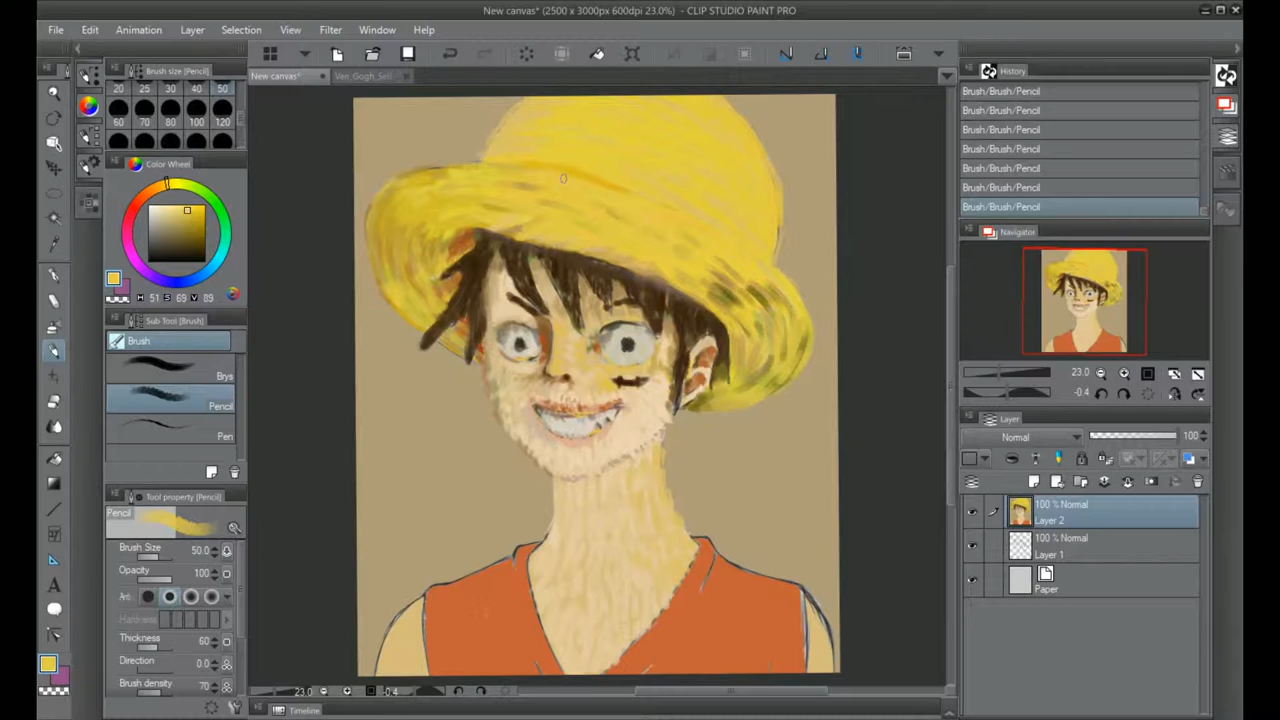 New canvas* (2500 x 3000px 600dpi 23.0%) - CLIP STUDIO PAINT PRO
File Edit Animation Layer Selection View Filter Window Help
Brush size [Pencil]
New canvas*
Van_Gogh_Sel
History
20 25 30 40 50
60 70 80 100 120
Brush/Brush/Pencil
Brush/Brush/Pencil
Brush/Brush/Pencil
Brush/Brush/Pencil
Brush/Brush/Pencil
Brush/Brush/Pencil
Brush/Brush/Pencil
Color Wheel
Navigator
H 51 S 69 V 89
Sub Tool [Brush]
Brush
Brys
Pencil
Pen
23.0
-0.4
Layer
Normal 100
Tool property [Pencil]
Pencil
Brush Size 50.0
Opacity 100
Anti
Hardness
Thickness 60
Direction 0.0
Brush density 70
100 % Normal
Layer 2
100 % Normal
Layer 1
Paper
23.0 -0.4
Timeline